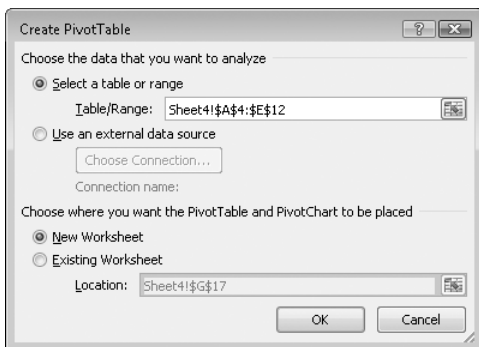 Create PivotTable
Choose the data that you want to analyze
Select a table or range
Table/Range: Sheet4!$A$4:$E$12
Use an external data source
Choose Connection...
Connection name:
Choose where you want the PivotTable and PivotChart to be placed
New Worksheet
Existing Worksheet
Location: Sheet4!$G$17
OK Cancel